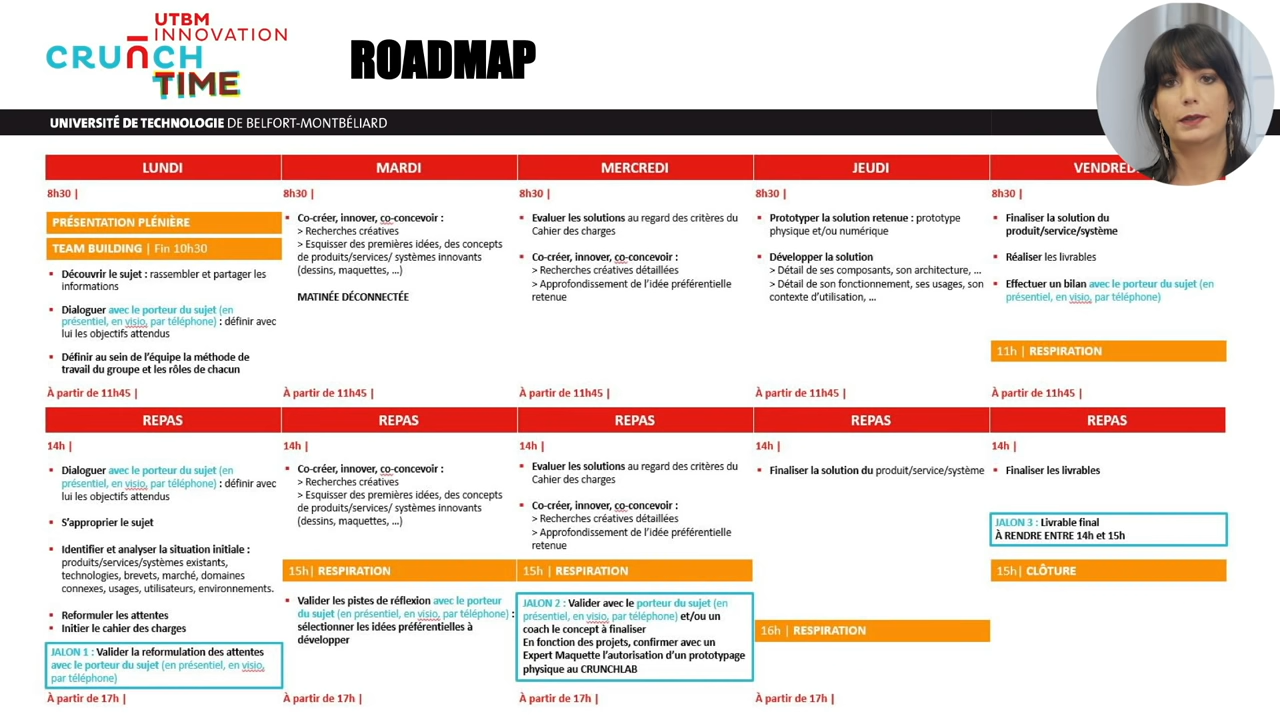 UTBM
INNOVATION
CRUNCH
TIME
ROADMAP
UNIVERSITÉ DE TECHNOLOGIE DE BELFORT-MONTBÉLIARD
LUNDI
8h30 |
PRÉSENTATION PLÉNIÈRE
TEAM BUILDING | Fin 10h30
Découvrir le sujet : rassembler et partager les
informations
Dialoguer avec le porteur du sujet (en
présentiel, en visio, par téléphone) : définir avec
lui les objectifs attendus
Définir au sein de l'équipe la méthode de
travail du groupe et les rôles de chacun
À partir de 11h45 |
REPAS
14h |
Dialoguer avec le porteur du sujet (en
présentiel, en visio, par téléphone) : définir avec
lui les objectifs attendus
S'approprier le sujet
Identifier et analyser la situation initiale :
produits/services/systèmes existants,
technologies, brevets, marché, domaines
connexes, usages, utilisateurs, environnements.
Reformuler les attentes
Initier le cahier des charges
JALON 1 : Valider la reformulation des attentes
avec le porteur du sujet (en présentiel, en visio,
par téléphone)
À partir de 17h |
MARDI
8h30 |
Co-créer, innover, co-concevoir :
> Recherches créatives
> Esquisser des premières idées, des concepts
de produits/services/ systèmes innovants
(dessins, maquettes, ...)
MATINÉE DÉCONNECTÉE
À partir de 11h45 |
REPAS
14h |
Co-créer, innover, co-concevoir :
> Recherches créatives
> Esquisser des premières idées, des concepts
de produits/services/ systèmes innovants
(dessins, maquettes, ...)
15h | RESPIRATION
Valider les pistes de réflexion avec le porteur
du sujet (en présentiel, en visio, par téléphone) :
sélectionner les idées préférentielles à
développer
À partir de 17h |
MERCREDI
8h30 |
Evaluer les solutions au regard des critères du
Cahier des charges
Co-créer, innover, co-concevoir :
> Recherches créatives détaillées
> Approfondissement de l'idée préférentielle
retenue
À partir de 11h45 |
REPAS
14h |
Evaluer les solutions au regard des critères du
Cahier des charges
Co-créer, innover, co-concevoir :
> Recherches créatives détaillées
> Approfondissement de l'idée préférentielle
retenue
15h | RESPIRATION
JALON 2 : Valider avec le porteur du sujet (en
présentiel, en visio, par téléphone) et/ou un
coach le concept à finaliser
En fonction des projets, confirmer avec un
Expert Maquette l'autorisation d'un prototypage
physique au CRUNCHLAB
À partir de 17h |
JEUDI
8h30 |
Prototyper la solution retenue : prototype
physique et/ou numérique
Développer la solution
> Détail de ses composants, son architecture, ...
> Détail de son fonctionnement, ses usages, son
contexte d'utilisation, ...
À partir de 11h45 |
REPAS
14h |
Finaliser la solution du produit/service/système
16h | RESPIRATION
À partir de 17h |
VENDREDI
8h30 |
Finaliser la solution du
produit/service/système
Réaliser les livrables
Effectuer un bilan avec le porteur du sujet (en
présentiel, en visio, par téléphone)
11h | RESPIRATION
À partir de 11h45 |
REPAS
14h |
Finaliser les livrables
JALON 3 : Livrable final
À RENDRE ENTRE 14h et 15h
15h | CLÔTURE